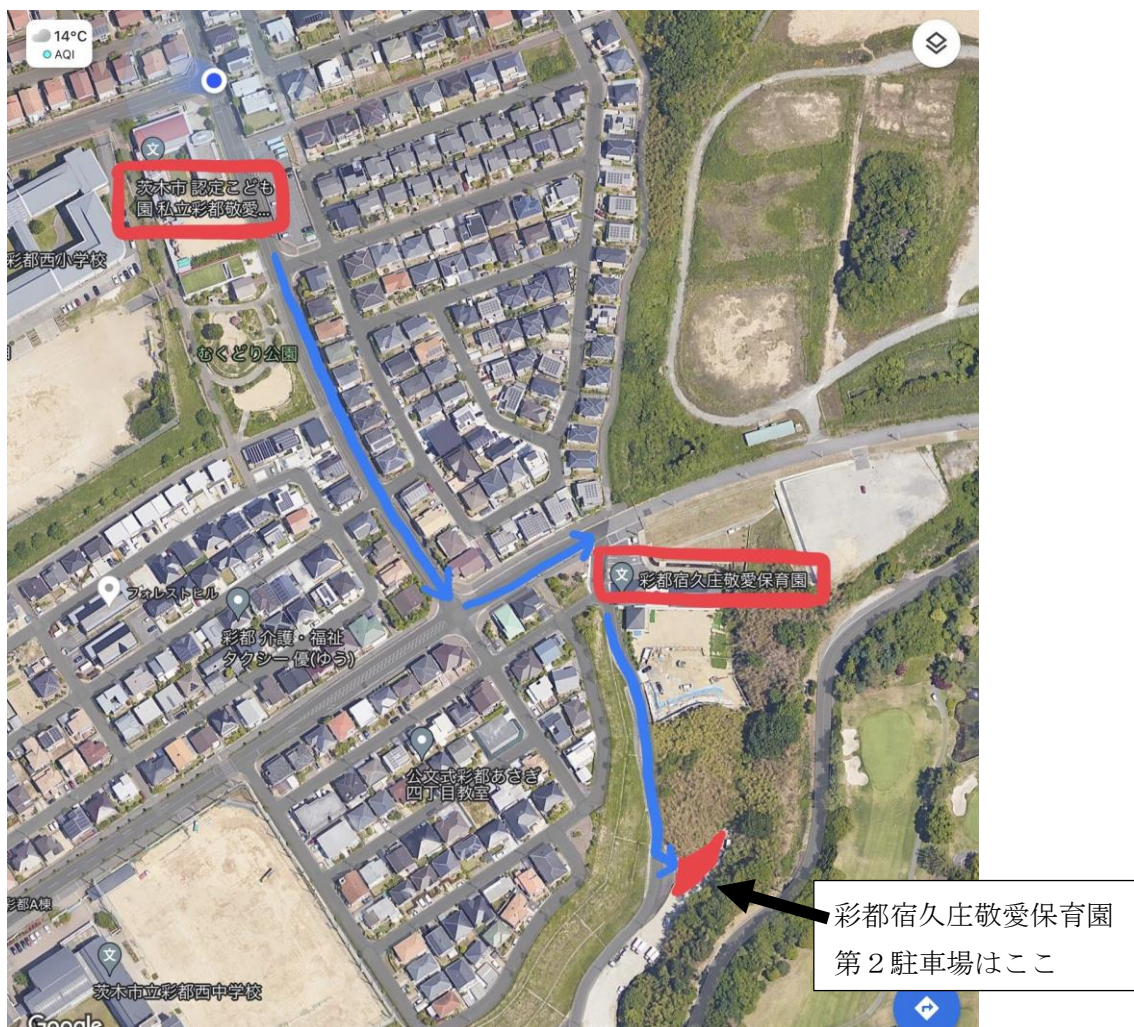 14°C
AQI
茨木市 認定こども
園 私立彩都敬愛...
彩都西小学校
むくどり公園
彩都宿久庄敬愛保育園
フォレストヒル
彩都 介護・福祉
タクシー 優(ゆう)
公文式彩都あさぎ
四丁目教室
彩都宿久庄敬愛保育園
第２駐車場はここ
彩都A棟
茨木市立彩都西中学校
Google